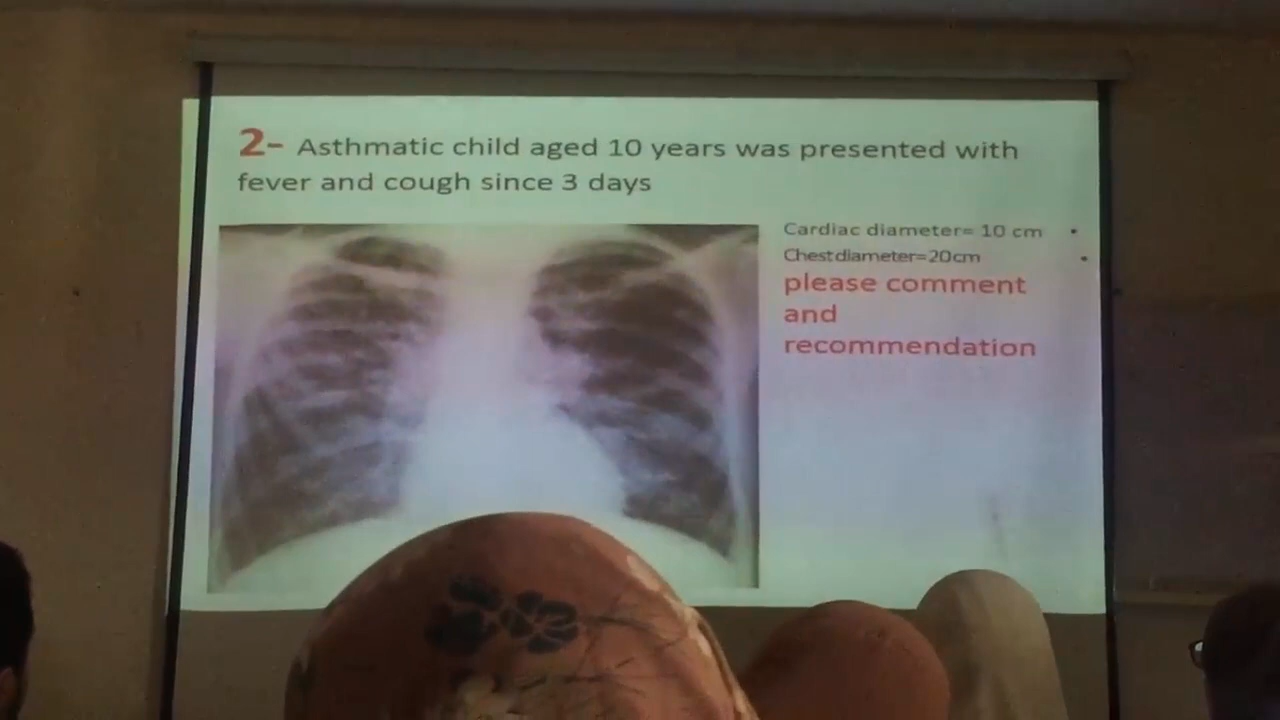 2- Asthmatic child aged 10 years was presented with
fever and cough since 3 days
Cardiac diameter= 10 cm •
Chest diameter=20cm •
please comment
and
recommendation